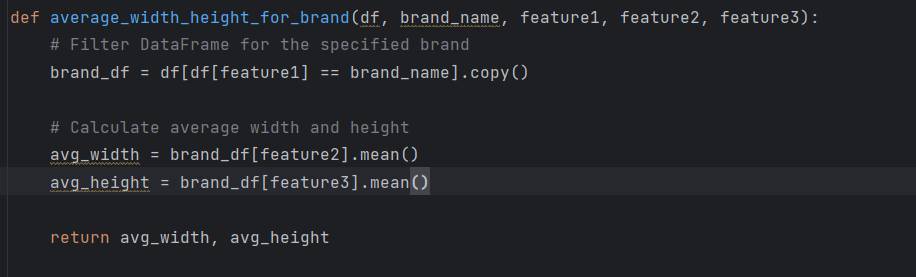 def average_width_height_for_brand(df, brand_name, feature1, feature2, feature3):
    # Filter DataFrame for the specified brand
    brand_df = df[df[feature1] == brand_name].copy()

    # Calculate average width and height
    avg_width = brand_df[feature2].mean()
    avg_height = brand_df[feature3].mean()

    return avg_width, avg_height